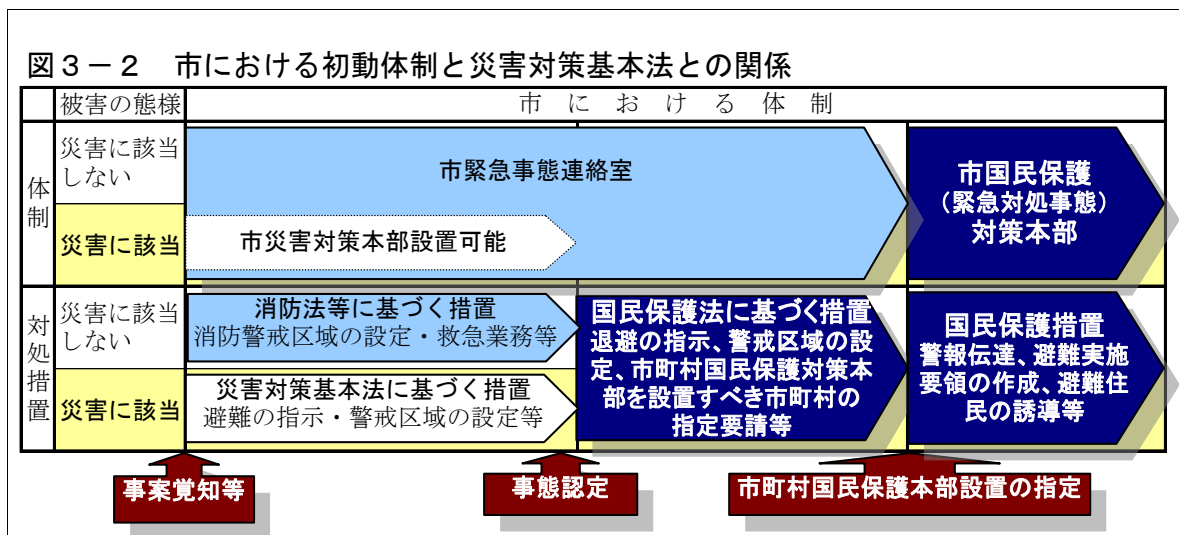 図３－２　市における初動体制と災害対策基本法との関係
被害の態様
市における体制
体制
災害に該当
しない
災害に該当
市緊急事態連絡室
市災害対策本部設置可能
市国民保護
（緊急対処事態）
対策本部
対処措置
災害に該当
しない
災害に該当
消防法等に基づく措置
消防警戒区域の設定・救急業務等
災害対策基本法に基づく措置
避難の指示・警戒区域の設定等
国民保護法に基づく措置
退避の指示、警戒区域の設
定、市町村国民保護対策本
部を設置すべき市町村の
指定要請等
国民保護措置
警報伝達、避難実施
要領の作成、避難住
民の誘導等
事案覚知等
事態認定
市町村国民保護本部設置の指定